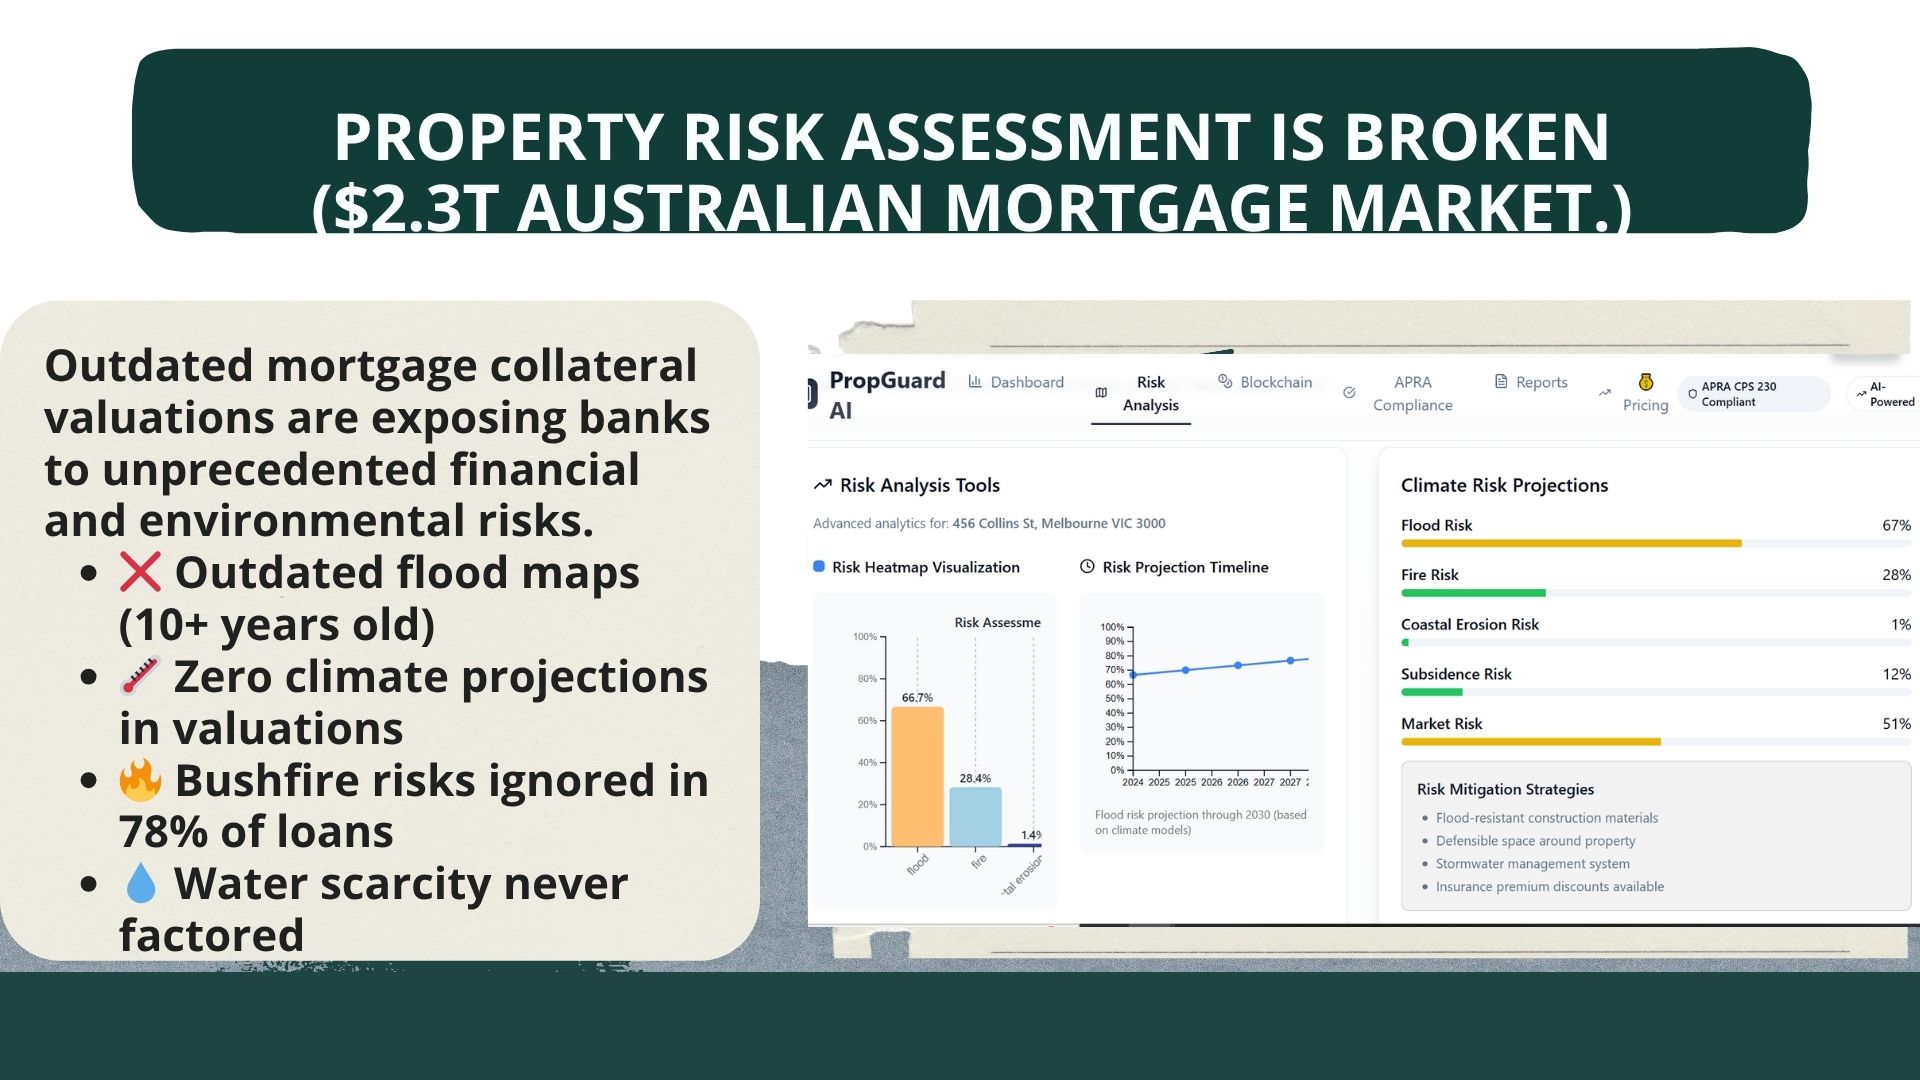 PROPERTY RISK ASSESSMENT IS BROKEN
($2.3T AUSTRALIAN MORTGAGE MARKET.)
Outdated mortgage collateral
valuations are exposing banks
to unprecedented financial
and environmental risks.
• ❌ Outdated flood maps
(10+ years old)
• 🌡️ Zero climate projections
in valuations
• 🔥 Bushfire risks ignored in
78% of loans
• 💧 Water scarcity never
factored
PropGuard
AI
Dashboard
Risk
Analysis
Blockchain
APRA
Compliance
Reports
💰
Pricing
APRA CPS 230
Compliant
AI-
Powered
Risk Analysis Tools
Advanced analytics for: 456 Collins St, Melbourne VIC 3000
Risk Heatmap Visualization
Risk Assessme
100%
80%
60%
40%
20%
0%
66.7%
28.4%
1.4%
flood
fire
tal erosion
Risk Projection Timeline
100%
90%
80%
70%
60%
50%
40%
30%
20%
10%
0%
2024 2025 2025 2026 2026 2027 2027 2
Flood risk projection through 2030 (based
on climate models)
Climate Risk Projections
Flood Risk 67%
Fire Risk 28%
Coastal Erosion Risk 1%
Subsidence Risk 12%
Market Risk 51%
Risk Mitigation Strategies
• Flood-resistant construction materials
• Defensible space around property
• Stormwater management system
• Insurance premium discounts available